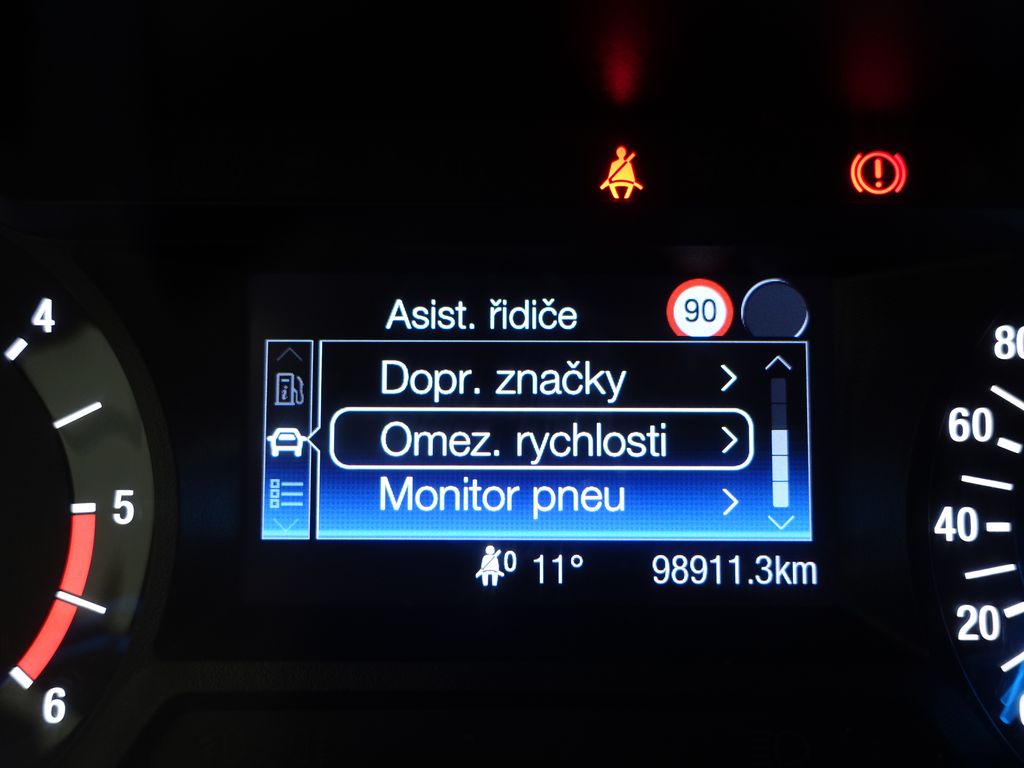 Asist. řidiče
90
Dopr. značky
Omez. rychlosti
Monitor pneu
0 11° 98911.3km
4
5
6
80
60
40
20